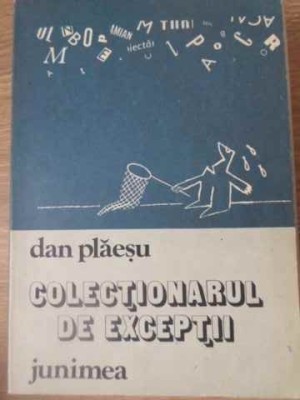 dan plăeșu
COLECȚIONARUL
DE EXCEPȚII
junimea